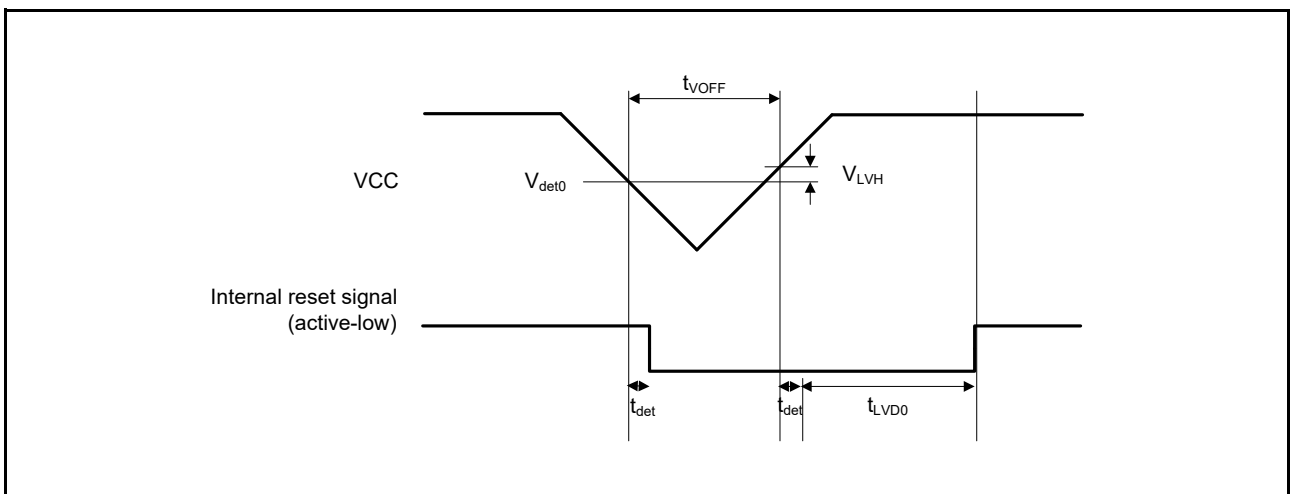 tVOFF
VCC
Vdet0
VLVH
Internal reset signal
(active-low)
tdet
tdet
tLVD0